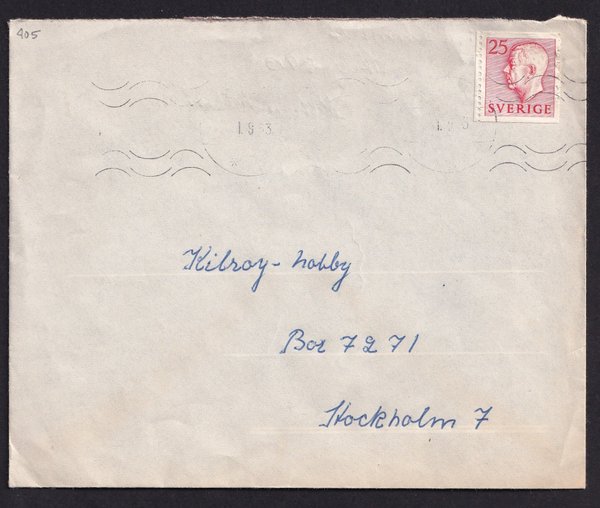 405
25
SVERIGE
Kilroy-hobby
Box 7271
Stockholm 7